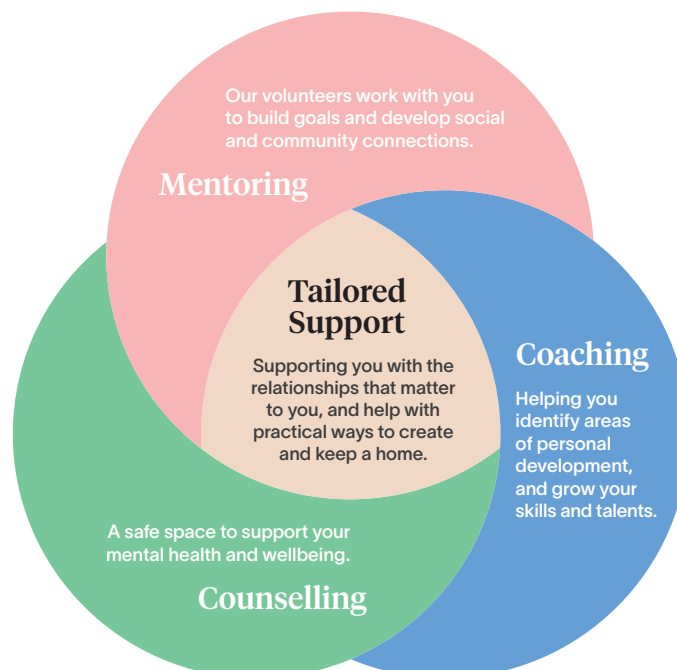 Our volunteers work with you
to build goals and develop social
and community connections.
Mentoring
Tailored
Support
Supporting you with the
relationships that matter
to you, and help with
practical ways to create
and keep a home.
Coaching
Helping you
identify areas
of personal
development,
and grow your
skills and talents.
A safe space to support your
mental health and wellbeing.
Counselling